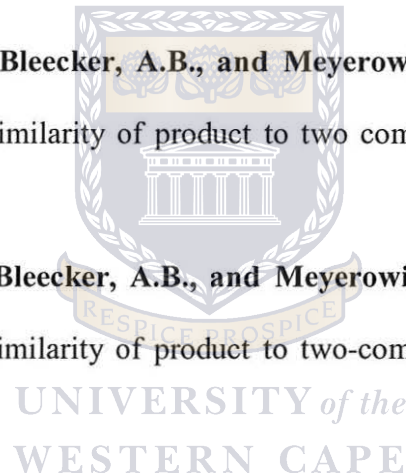 Bleecker, A.B., and Meyerow
imilarity of product to two com
Bleecker, A.B., and Meyerowi
RESPICE PROSPICE
imilarity of product to two-com
UNIVERSITY of the
WESTERN CAPE